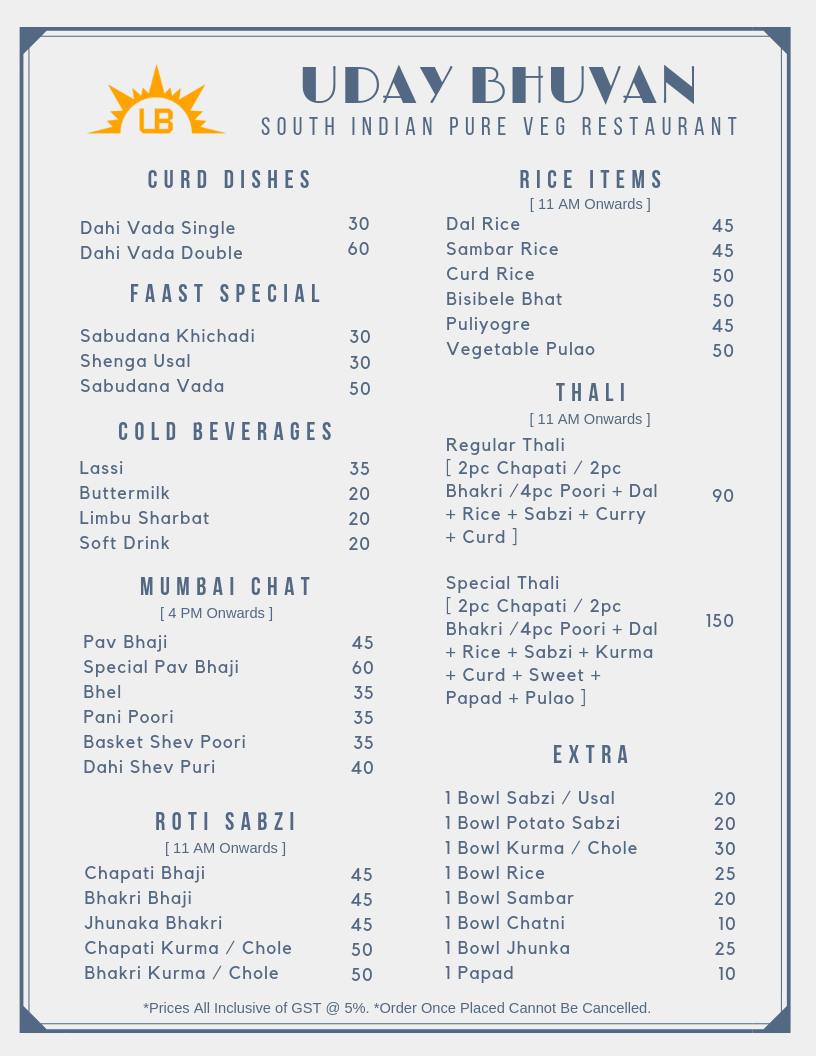 LB
UDAY BHUVAN
SOUTH INDIAN PURE VEG RESTAURANT
CURD DISHES
Dahi Vada Single 30
Dahi Vada Double 60
FAAST SPECIAL
Sabudana Khichadi 30
Shenga Usal 30
Sabudana Vada 50
COLD BEVERAGES
Lassi 35
Buttermilk 20
Limbu Sharbat 20
Soft Drink 20
MUMBAI CHAT
[ 4 PM Onwards ]
Pav Bhaji 45
Special Pav Bhaji 60
Bhel 35
Pani Poori 35
Basket Shev Poori 35
Dahi Shev Puri 40
ROTI SABZI
[ 11 AM Onwards ]
Chapati Bhaji 45
Bhakri Bhaji 45
Jhunaka Bhakri 45
Chapati Kurma / Chole 50
Bhakri Kurma / Chole 50
RICE ITEMS
[ 11 AM Onwards ]
Dal Rice 45
Sambar Rice 45
Curd Rice 50
Bisibele Bhat 50
Puliyogre 45
Vegetable Pulao 50
THALI
[ 11 AM Onwards ]
Regular Thali
[ 2pc Chapati / 2pc
Bhakri /4pc Poori + Dal 90
+ Rice + Sabzi + Curry
+ Curd ]
Special Thali
[ 2pc Chapati / 2pc
Bhakri /4pc Poori + Dal 150
+ Rice + Sabzi + Kurma
+ Curd + Sweet +
Papad + Pulao ]
EXTRA
1 Bowl Sabzi / Usal 20
1 Bowl Potato Sabzi 20
1 Bowl Kurma / Chole 30
1 Bowl Rice 25
1 Bowl Sambar 20
1 Bowl Chatni 10
1 Bowl Jhunka 25
1 Papad 10
*Prices All Inclusive of GST @ 5%. *Order Once Placed Cannot Be Cancelled.